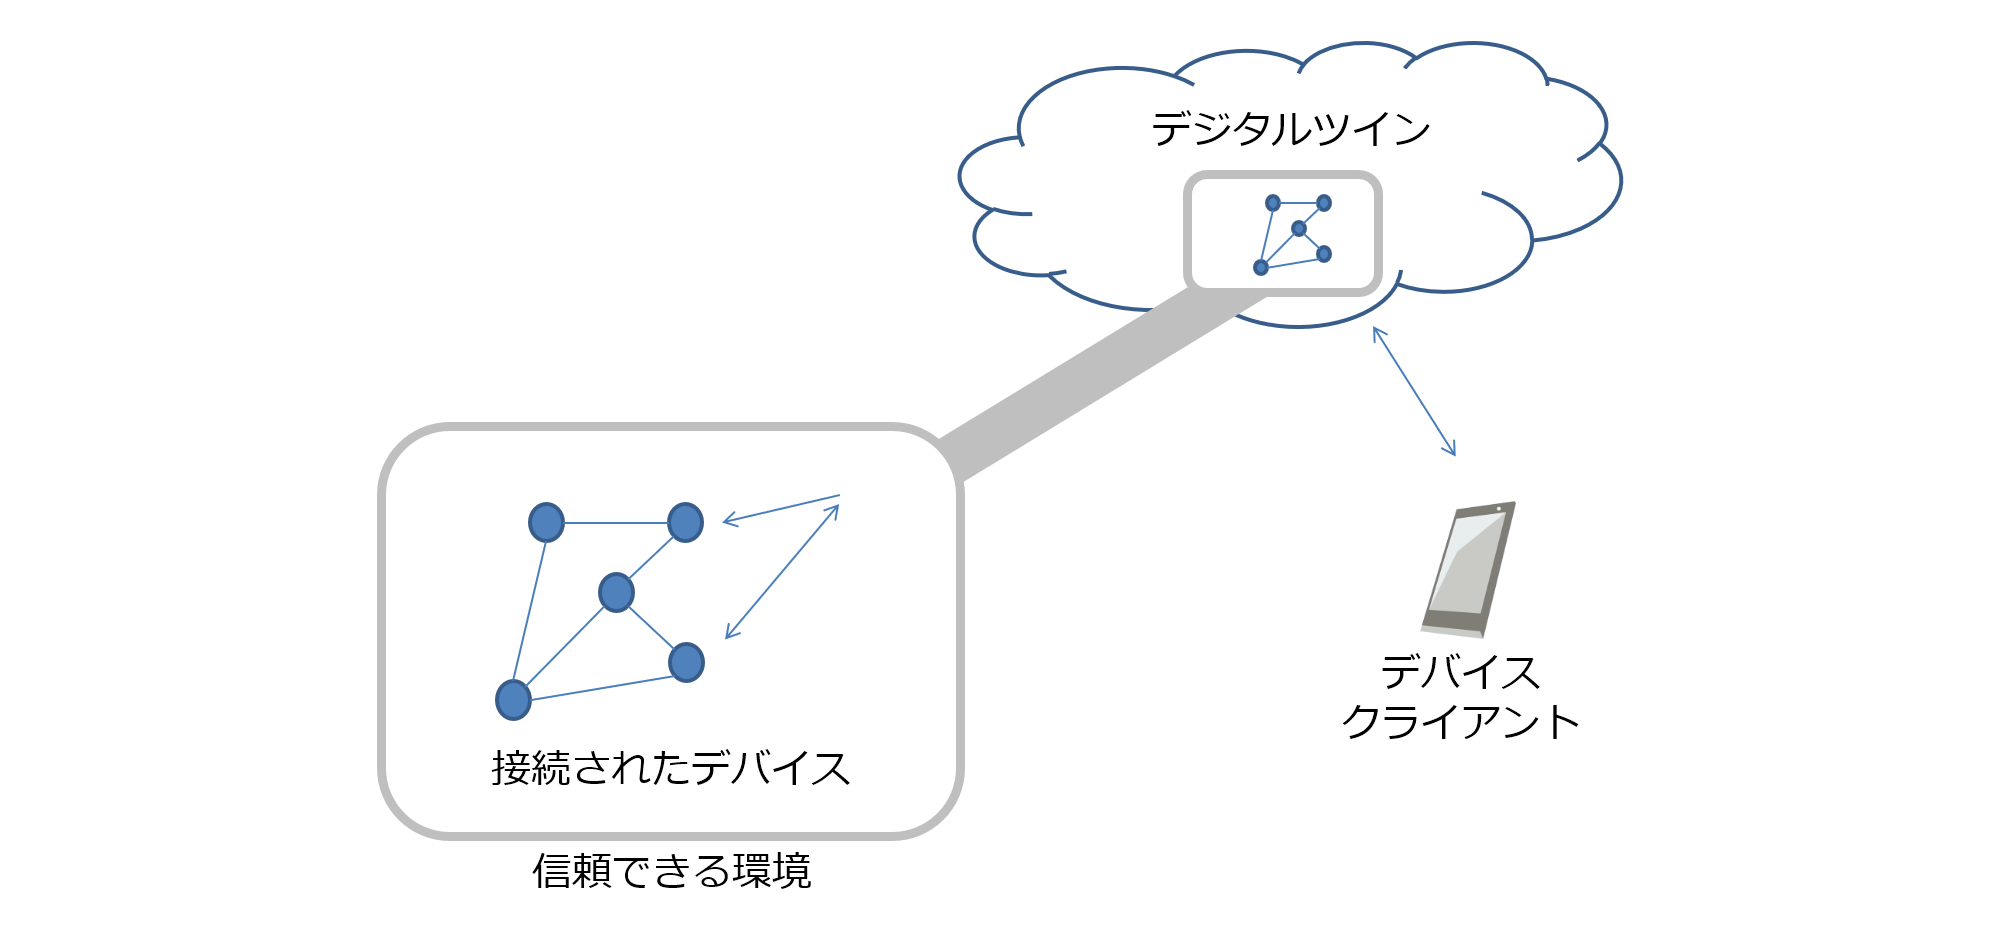 デジタルツイン
デバイス
クライアント
接続されたデバイス
信頼できる環境